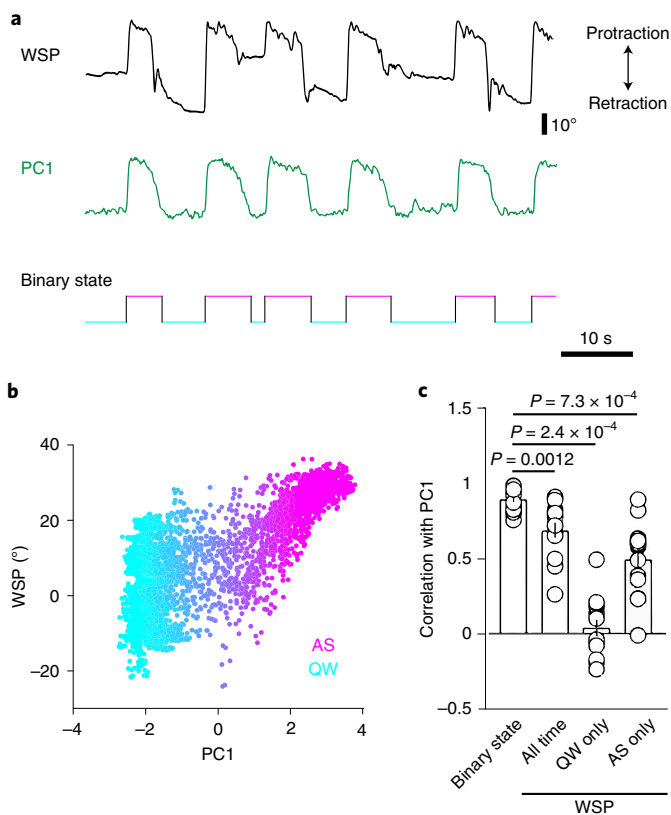 a
WSP
Protraction
Retraction
10°
PC1
Binary state
10 s
b
40
20
0
−20
WSP (°)
−4
−2
0
2
4
PC1
AS
QW
c
P = 7.3 × 10⁻⁴
P = 2.4 × 10⁻⁴
P = 0.0012
1.5
1
0.5
0
−0.5
Correlation with PC1
Binary state
All time
QW only
AS only
WSP